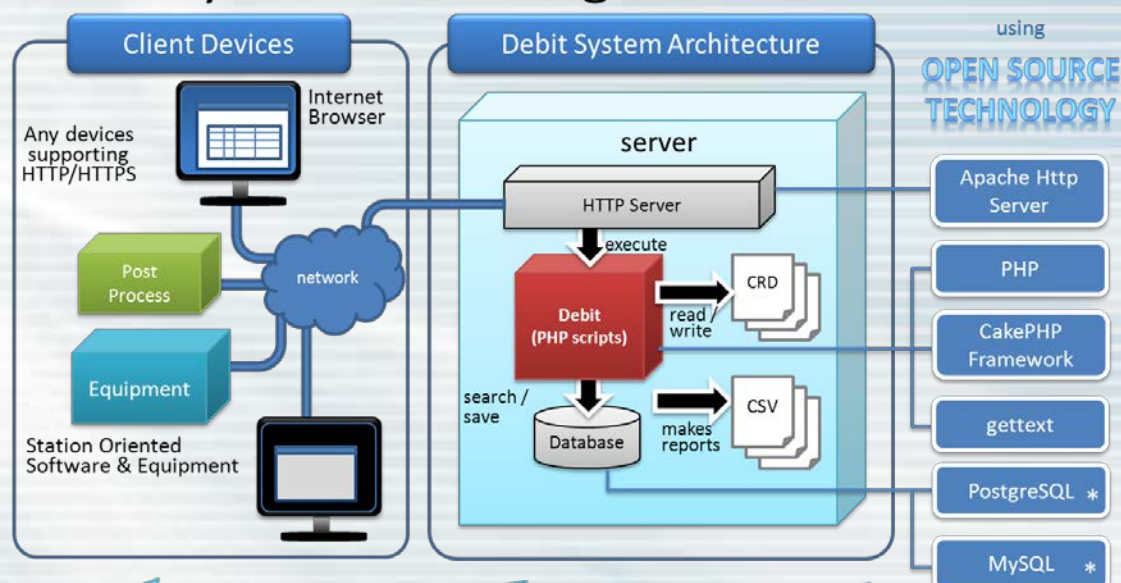 Client Devices
Internet
Browser
Any devices
supporting
HTTP/HTTPS
Post
Process
network
Equipment
Station Oriented
Software & Equipment
Debit System Architecture
server
HTTP Server
execute
Debit
(PHP scripts)
CRD
read /
write
search /
save
Database
makes
reports
CSV
using
OPEN SOURCE
TECHNOLOGY
Apache Http
Server
PHP
CakePHP
Framework
gettext
PostgreSQL *
MySQL *